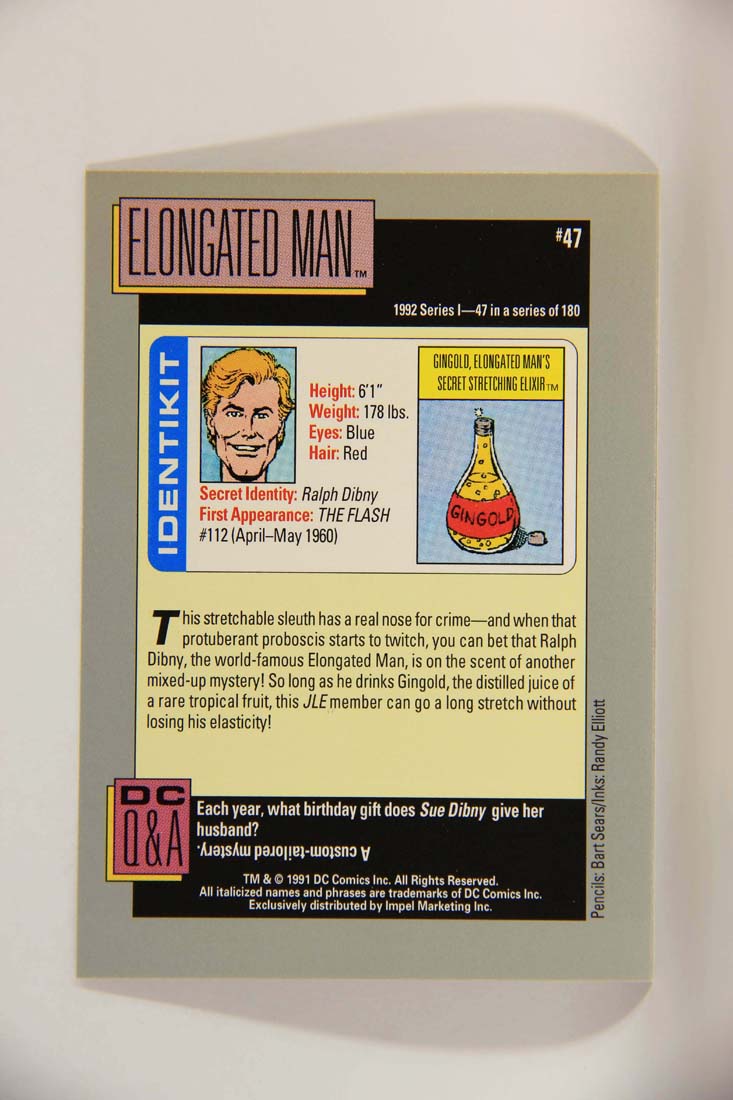 ELONGATED MAN™
#47
1992 Series I—47 in a series of 180
IDENTIKIT
Height: 6'1"
Weight: 178 lbs.
Eyes: Blue
Hair: Red
Secret Identity: Ralph Dibny
First Appearance: THE FLASH
#112 (April–May 1960)
GINGOLD, ELONGATED MAN'S
SECRET STRETCHING ELIXIR™
GINGOLD
This stretchable sleuth has a real nose for crime—and when that
protuberant proboscis starts to twitch, you can bet that Ralph
Dibny, the world-famous Elongated Man, is on the scent of another
mixed-up mystery! So long as he drinks Gingold, the distilled juice of
a rare tropical fruit, this JLE member can go a long stretch without
losing his elasticity!
Pencils: Bart Sears/Inks: Randy Elliott
DC
Q&A
Each year, what birthday gift does Sue Dibny give her
husband?
A custom-tailored mystery.
TM & © 1991 DC Comics Inc. All Rights Reserved.
All italicized names and phrases are trademarks of DC Comics Inc.
Exclusively distributed by Impel Marketing Inc.